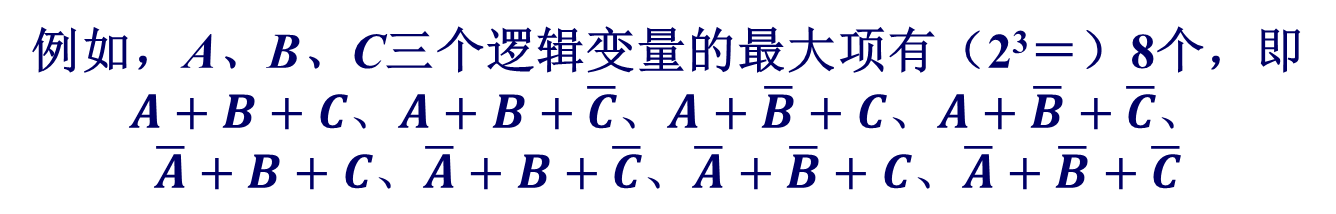 例如，A、B、C三个逻辑变量的最大项有（2³＝）8个，即
A + B + C、A + B + C̅、A + B̅ + C、A + B̅ + C̅、
A̅ + B + C、A̅ + B + C̅、A̅ + B̅ + C、A̅ + B̅ + C̅